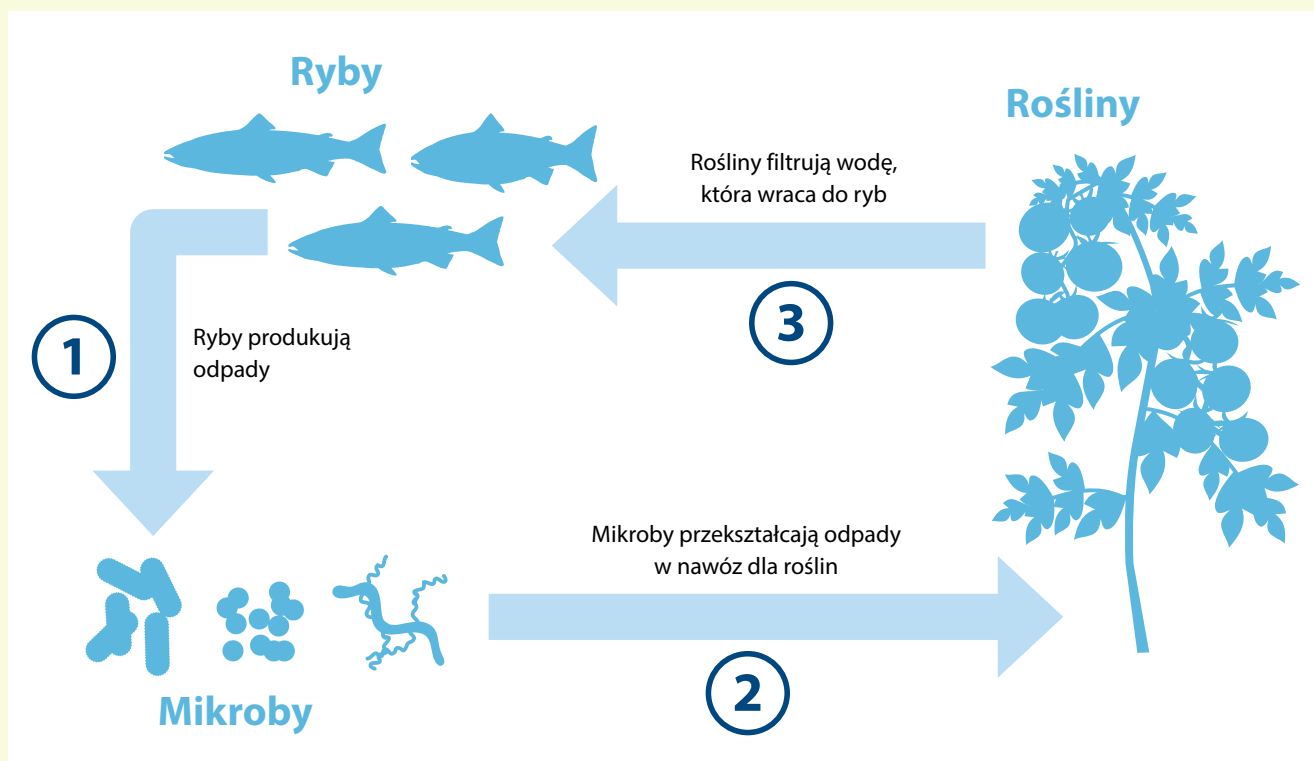 Ryby
Rośliny
Rośliny filtrują wodę,
która wraca do ryb
3
1
Ryby produkują
odpady
Mikroby przekształcają odpady
w nawóz dla roślin
2
Mikroby